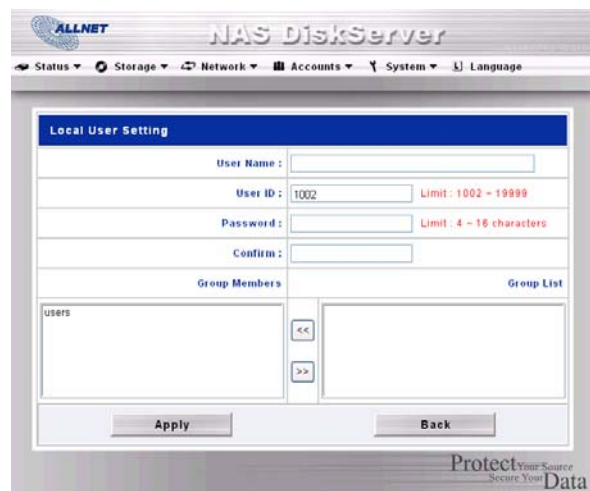 ALLNET
NAS DiskServer
Status Storage Network Accounts System Language
Local User Setting
User Name :
User ID : 1002 Limit : 1002 ~ 19999
Password : Limit : 4 ~ 16 characters
Confirm :
Group Members Group List
users
<<
>>
Apply Back
Protect Your Source
Secure Your Data